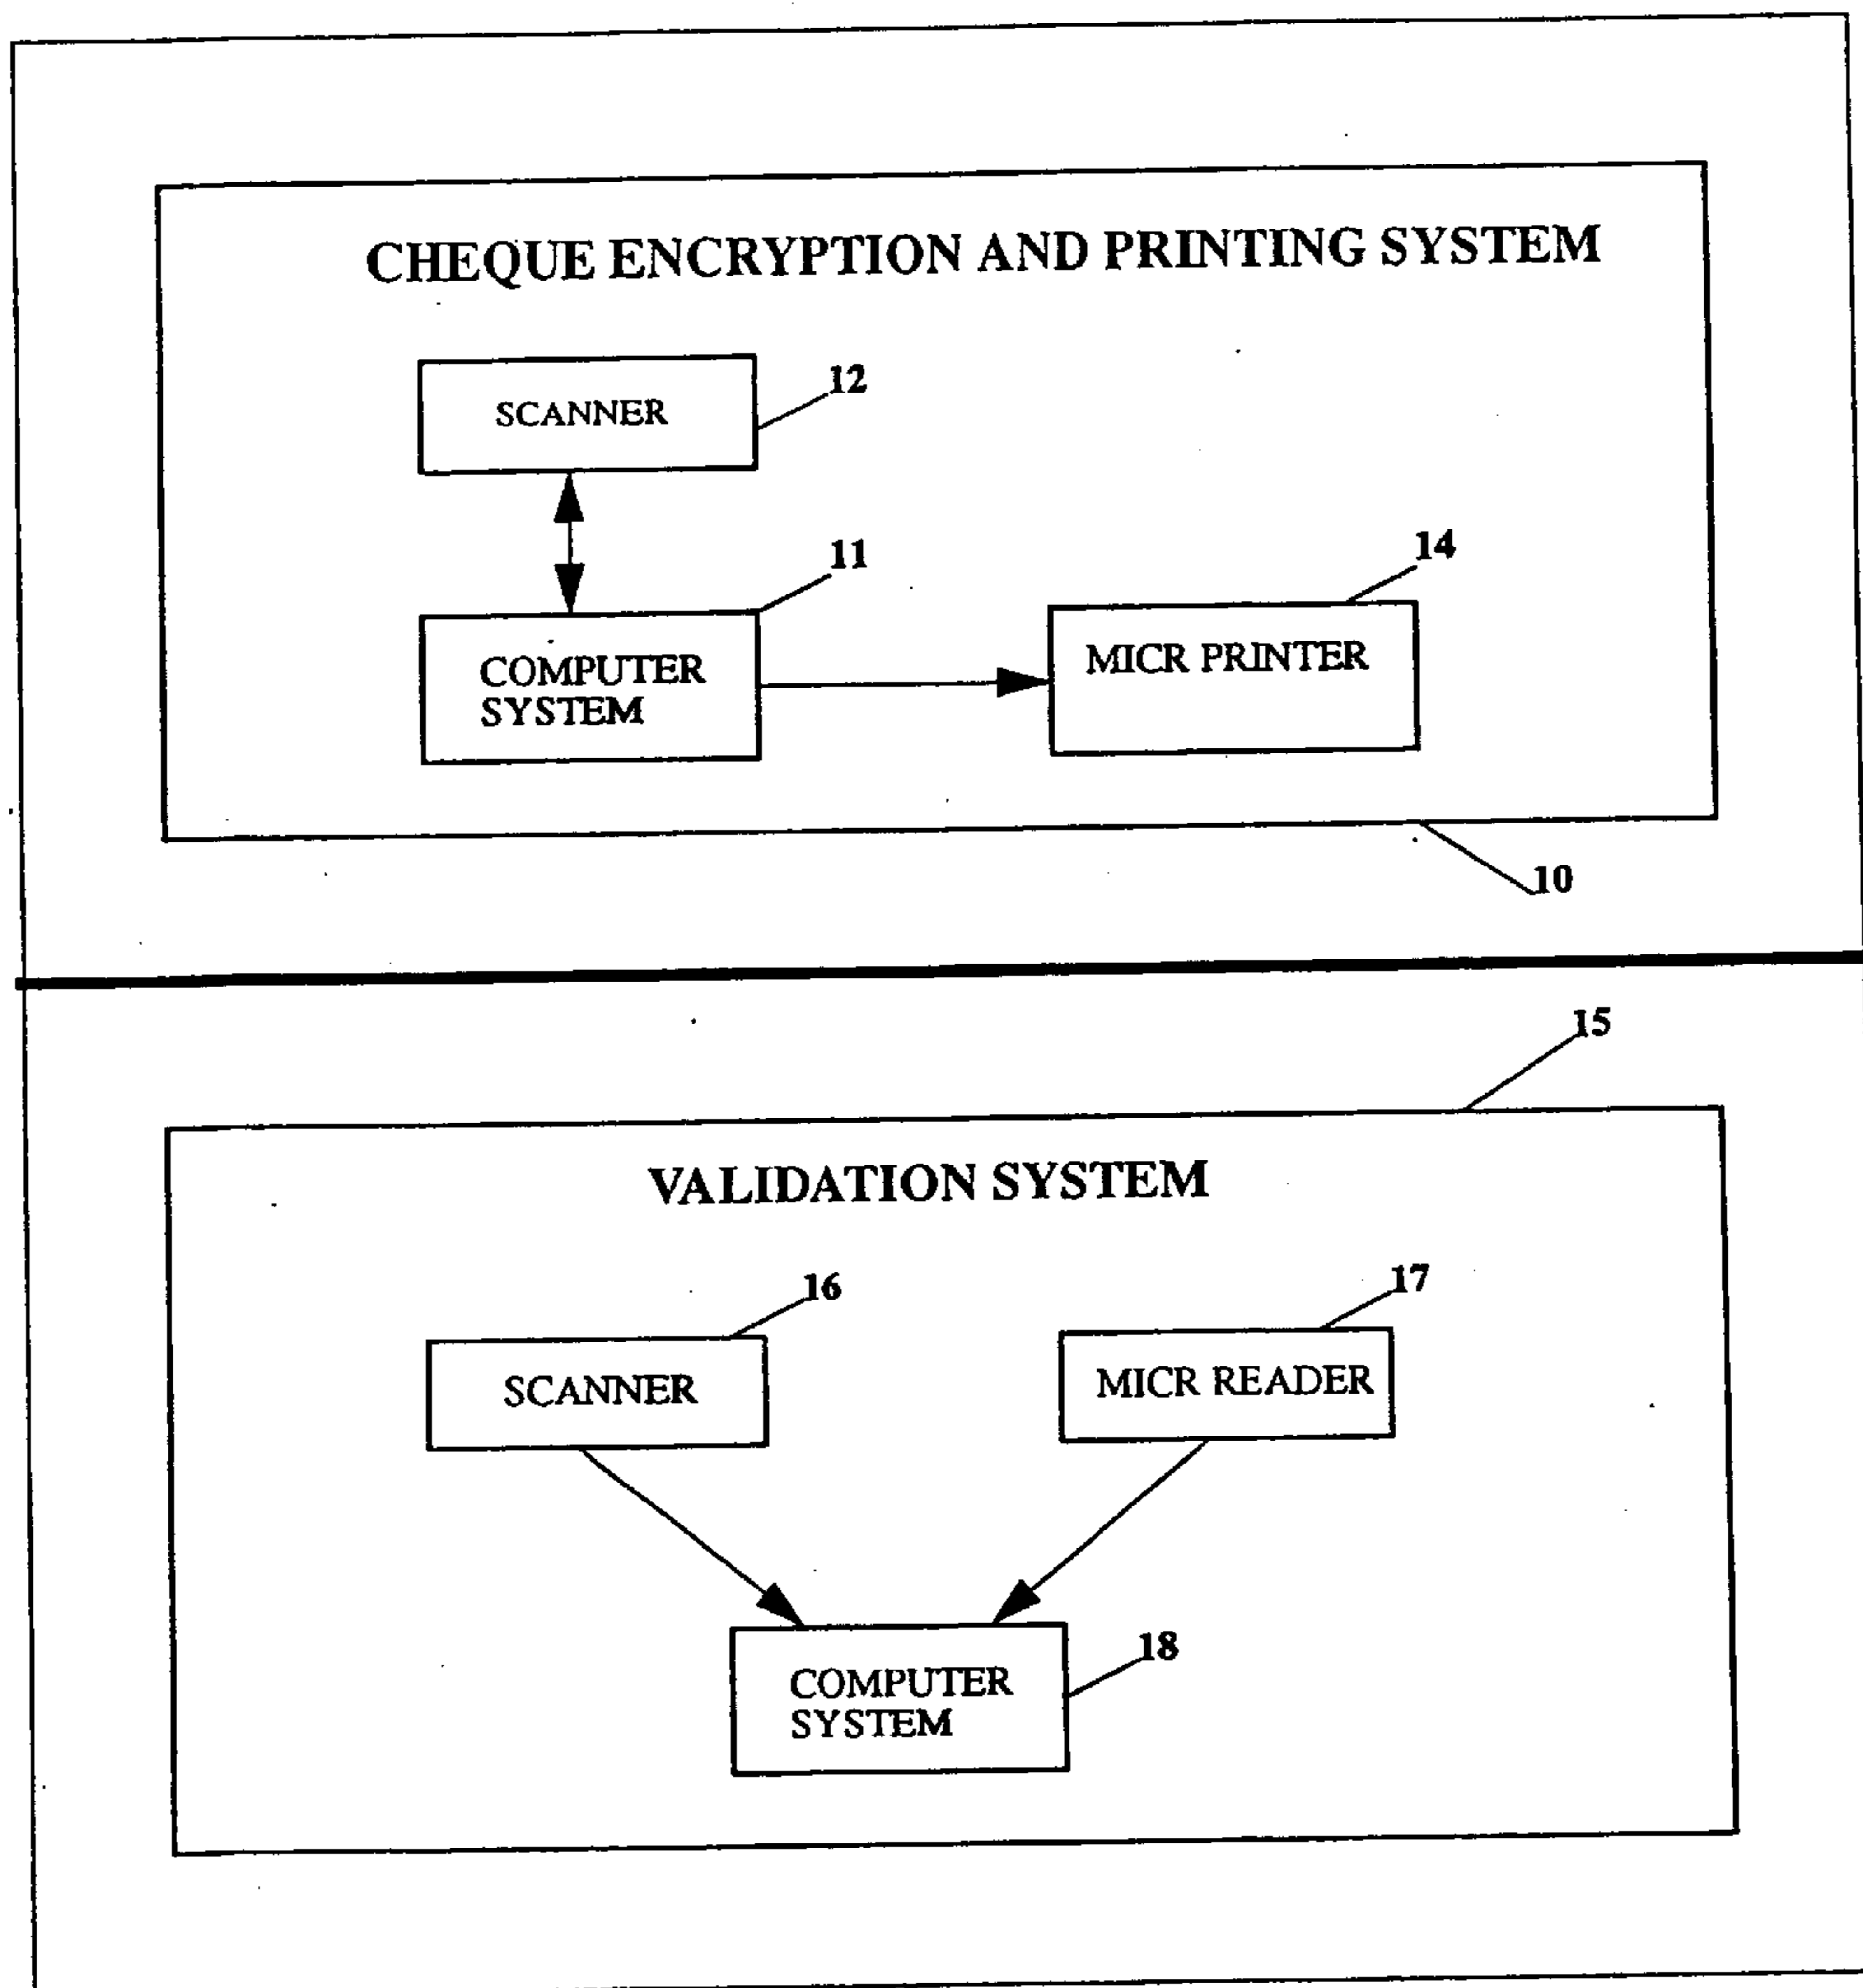 CHEQUE ENCRYPTION AND PRINTING SYSTEM
12
SCANNER
11
14
COMPUTER
SYSTEM
MICR PRINTER
10
15
VALIDATION SYSTEM
16
17
SCANNER
MICR READER
18
COMPUTER
SYSTEM